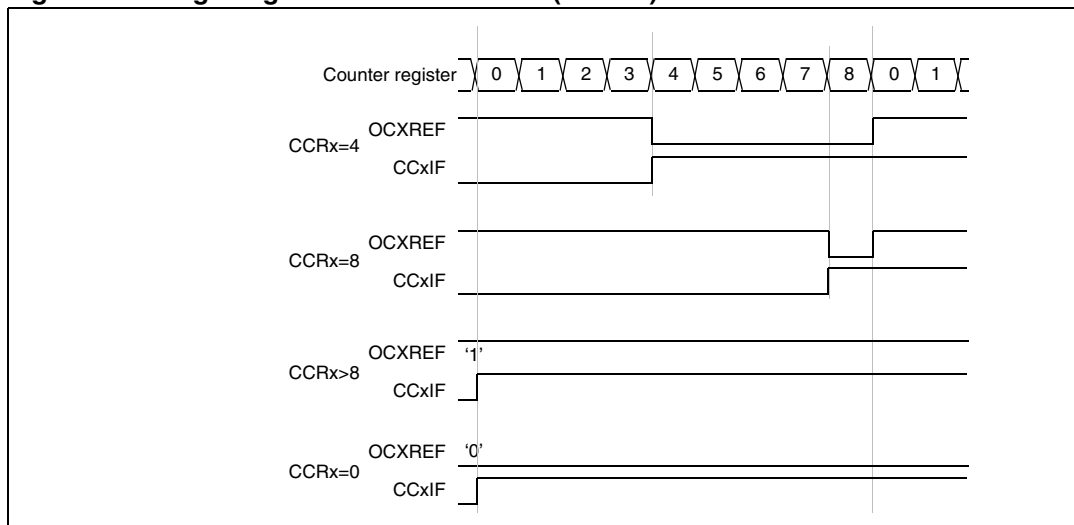 Counter register 0 1 2 3 4 5 6 7 8 0 1
OCXREF
CCRx=4
CCxIF
OCXREF
CCRx=8
CCxIF
OCXREF '1'
CCRx>8
CCxIF
OCXREF '0'
CCRx=0
CCxIF